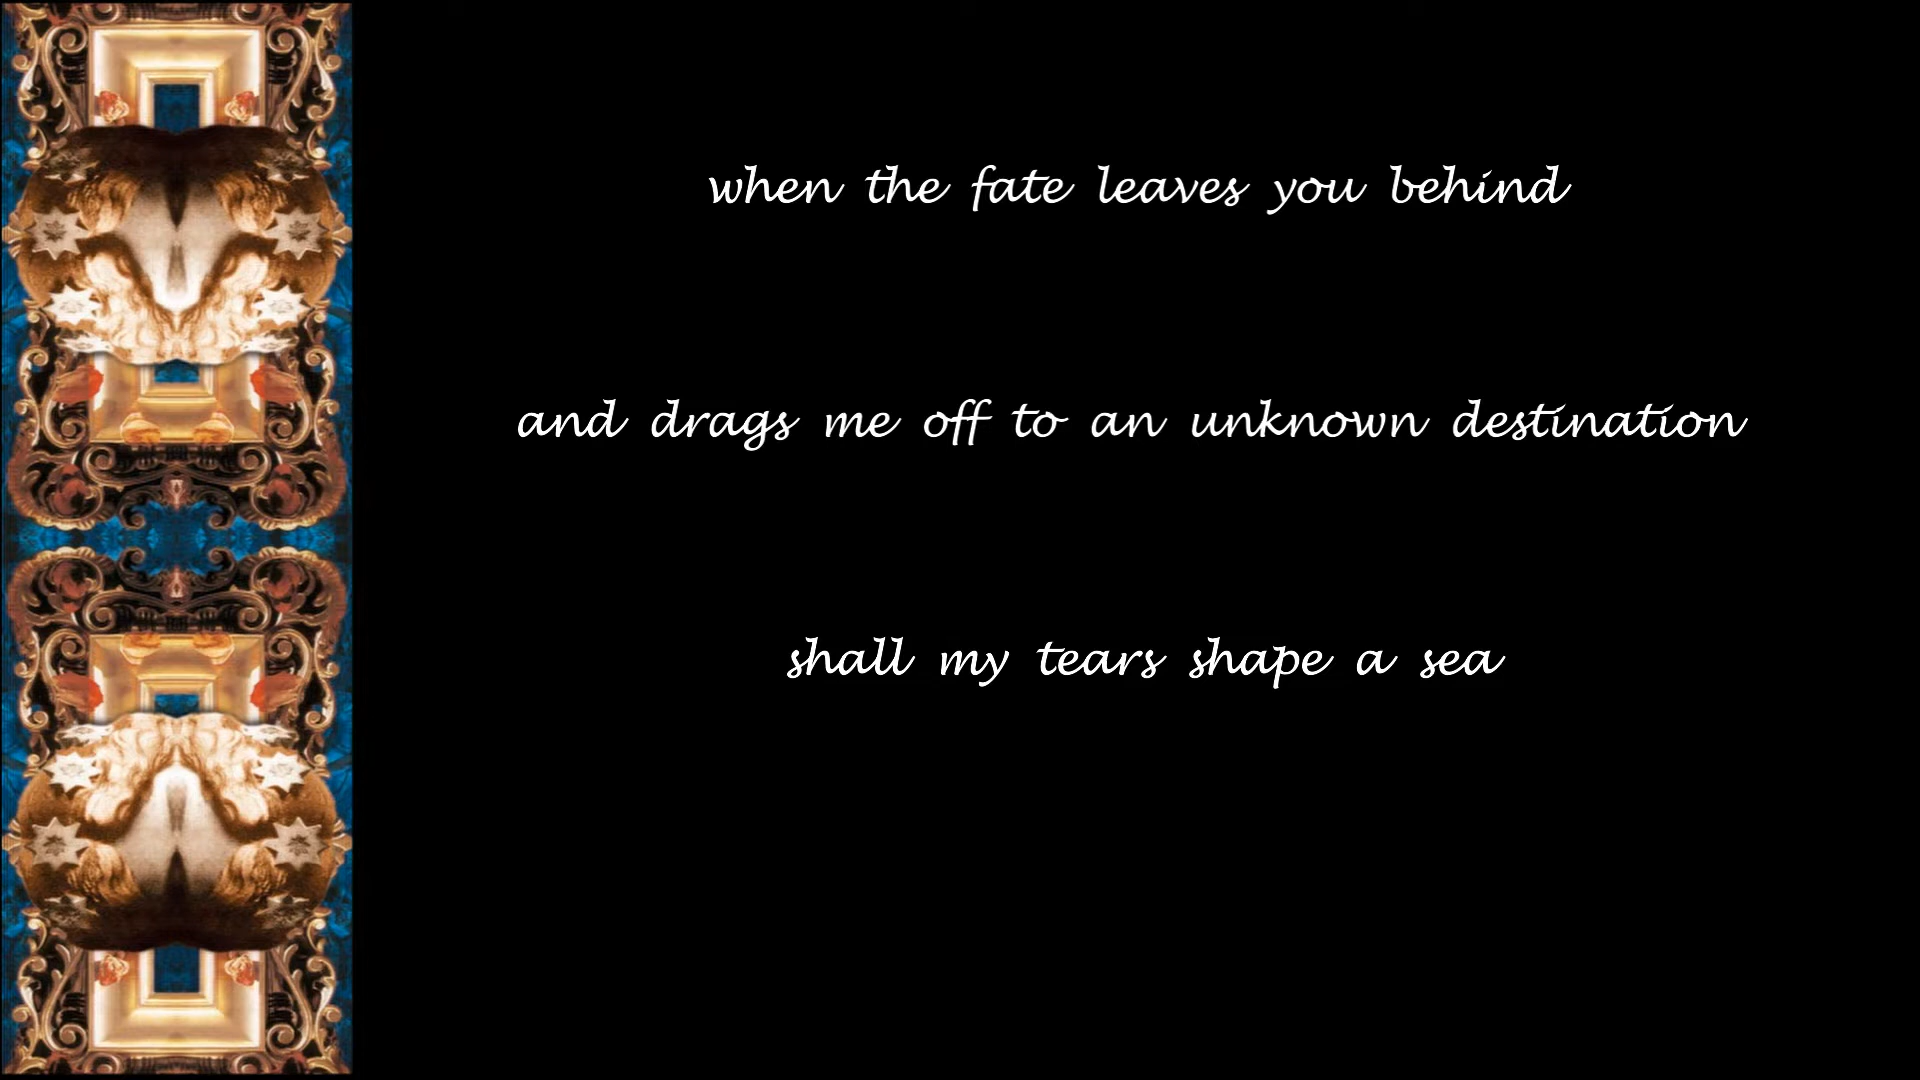 when the fate leaves you behind
and drags me off to an unknown destination
shall my tears shape a sea